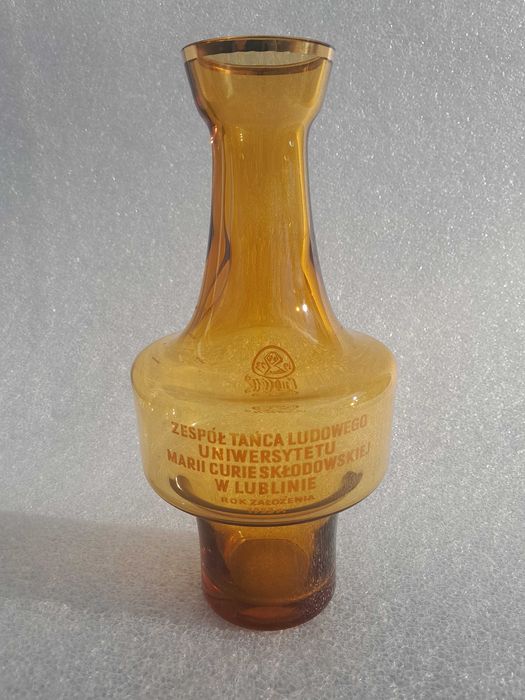 ZESPÓŁ TAŃCA LUDOWEGO
UNIWERSYTETU
MARII CURIE SKŁODOWSKIEJ
W LUBLINIE
ROK ZAŁOŻENIA